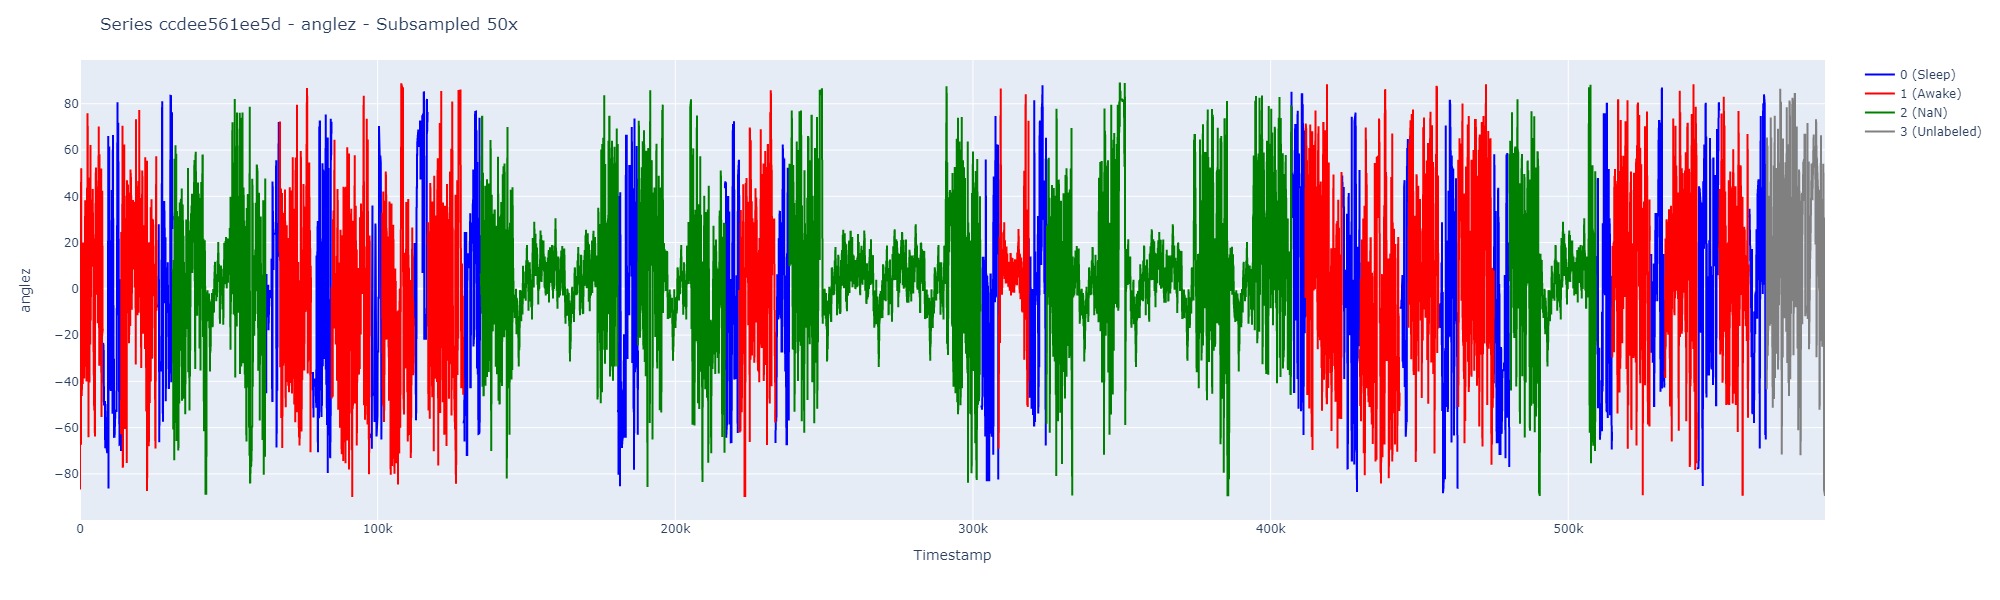 Series ccdee561ee5d - anglez - Subsampled 50x
0 (Sleep)
1 (Awake)
2 (NaN)
3 (Unlabeled)
anglez
80
60
40
20
0
−20
−40
−60
−80
0 100k 200k 300k 400k 500k
Timestamp